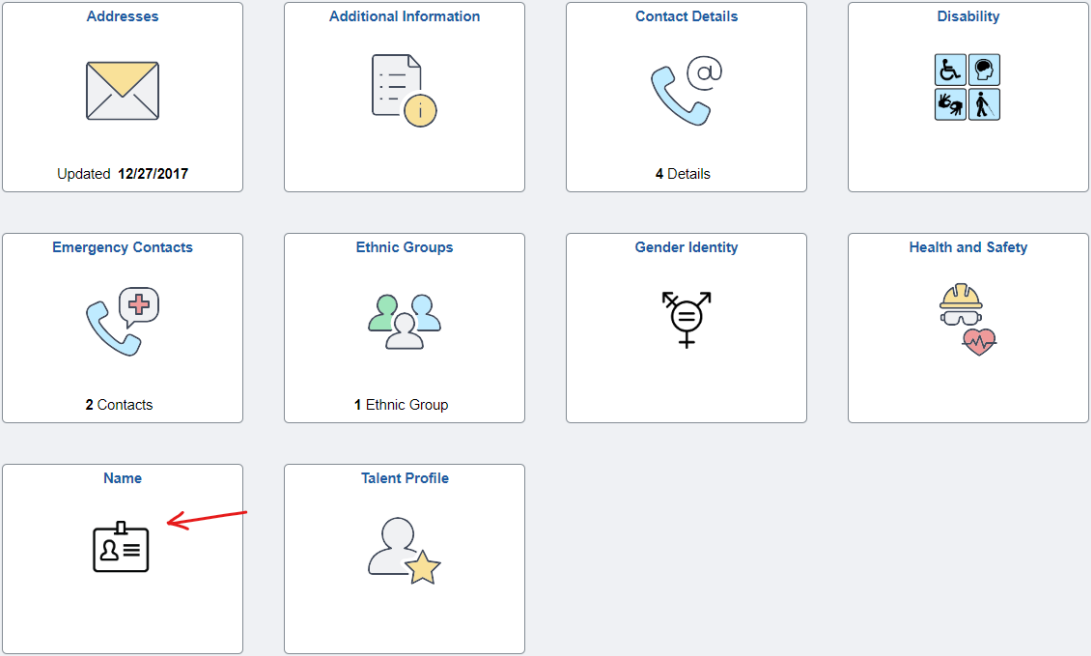 Addresses
Updated 12/27/2017
Additional Information
Contact Details
4 Details
Disability
Emergency Contacts
2 Contacts
Ethnic Groups
1 Ethnic Group
Gender Identity
Health and Safety
Name
Talent Profile